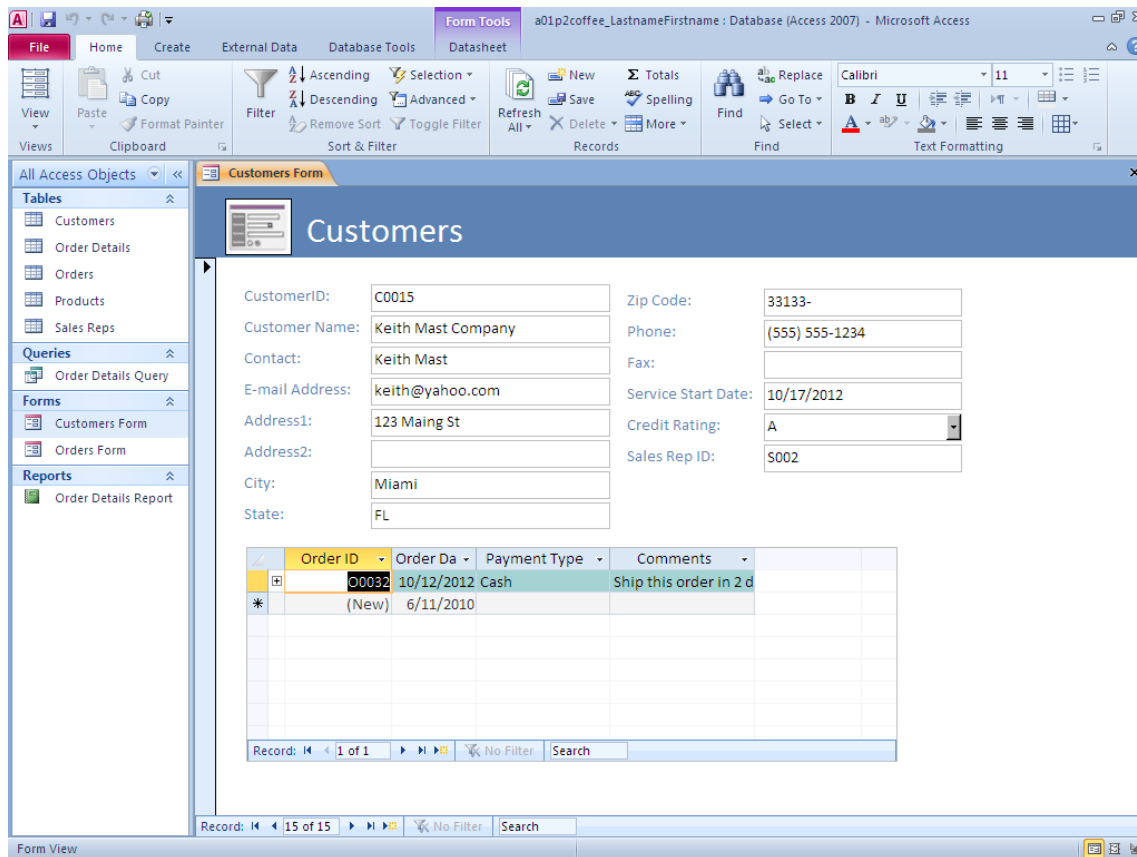 Form Tools a01p2coffee_LastnameFirstname : Database (Access 2007) - Microsoft Access
File Home Create External Data Database Tools Datasheet
View
Views
Paste
Cut
Copy
Format Painter
Clipboard
Filter
Ascending
Descending
Remove Sort
Selection
Advanced
Toggle Filter
Sort & Filter
Refresh
All
New
Save
Delete
Totals
Spelling
More
Records
Find
Replace
Go To
Select
Find
Calibri 11
B I U
A
Text Formatting
All Access Objects
Tables
Customers
Order Details
Orders
Products
Sales Reps
Queries
Order Details Query
Forms
Customers Form
Orders Form
Reports
Order Details Report
Customers Form
Customers
CustomerID: C0015
Customer Name: Keith Mast Company
Contact: Keith Mast
E-mail Address: keith@yahoo.com
Address1: 123 Maing St
Address2:
City: Miami
State: FL
Zip Code: 33133-
Phone: (555) 555-1234
Fax:
Service Start Date: 10/17/2012
Credit Rating: A
Sales Rep ID: S002
Order ID Order Da Payment Type Comments
O0032 10/12/2012 Cash Ship this order in 2 d
(New) 6/11/2010
Record: 1 of 1 No Filter Search
Record: 15 of 15 No Filter Search
Form View